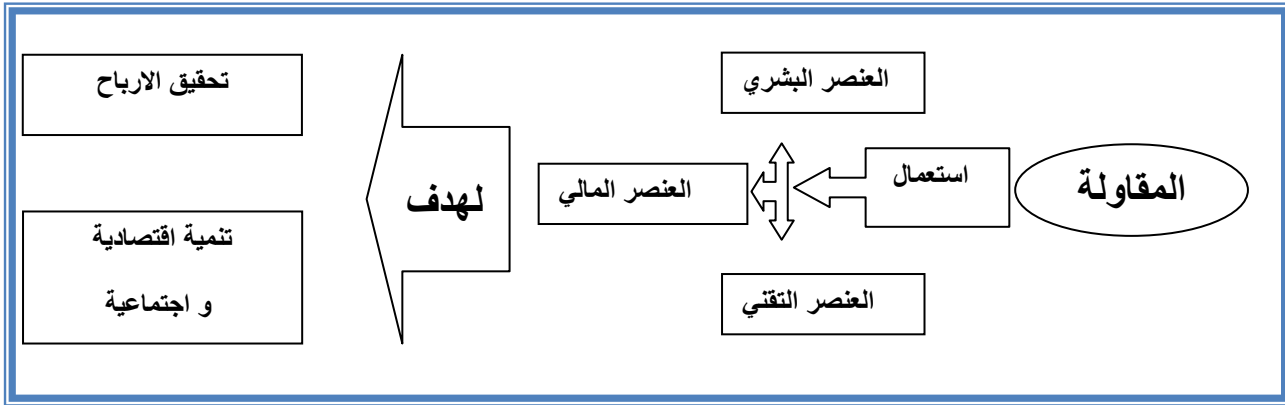 المقاولة
استعمال
العنصر البشري
العنصر المالي
العنصر التقني
لهدف
تحقيق الارباح
تنمية اقتصادية
و اجتماعية